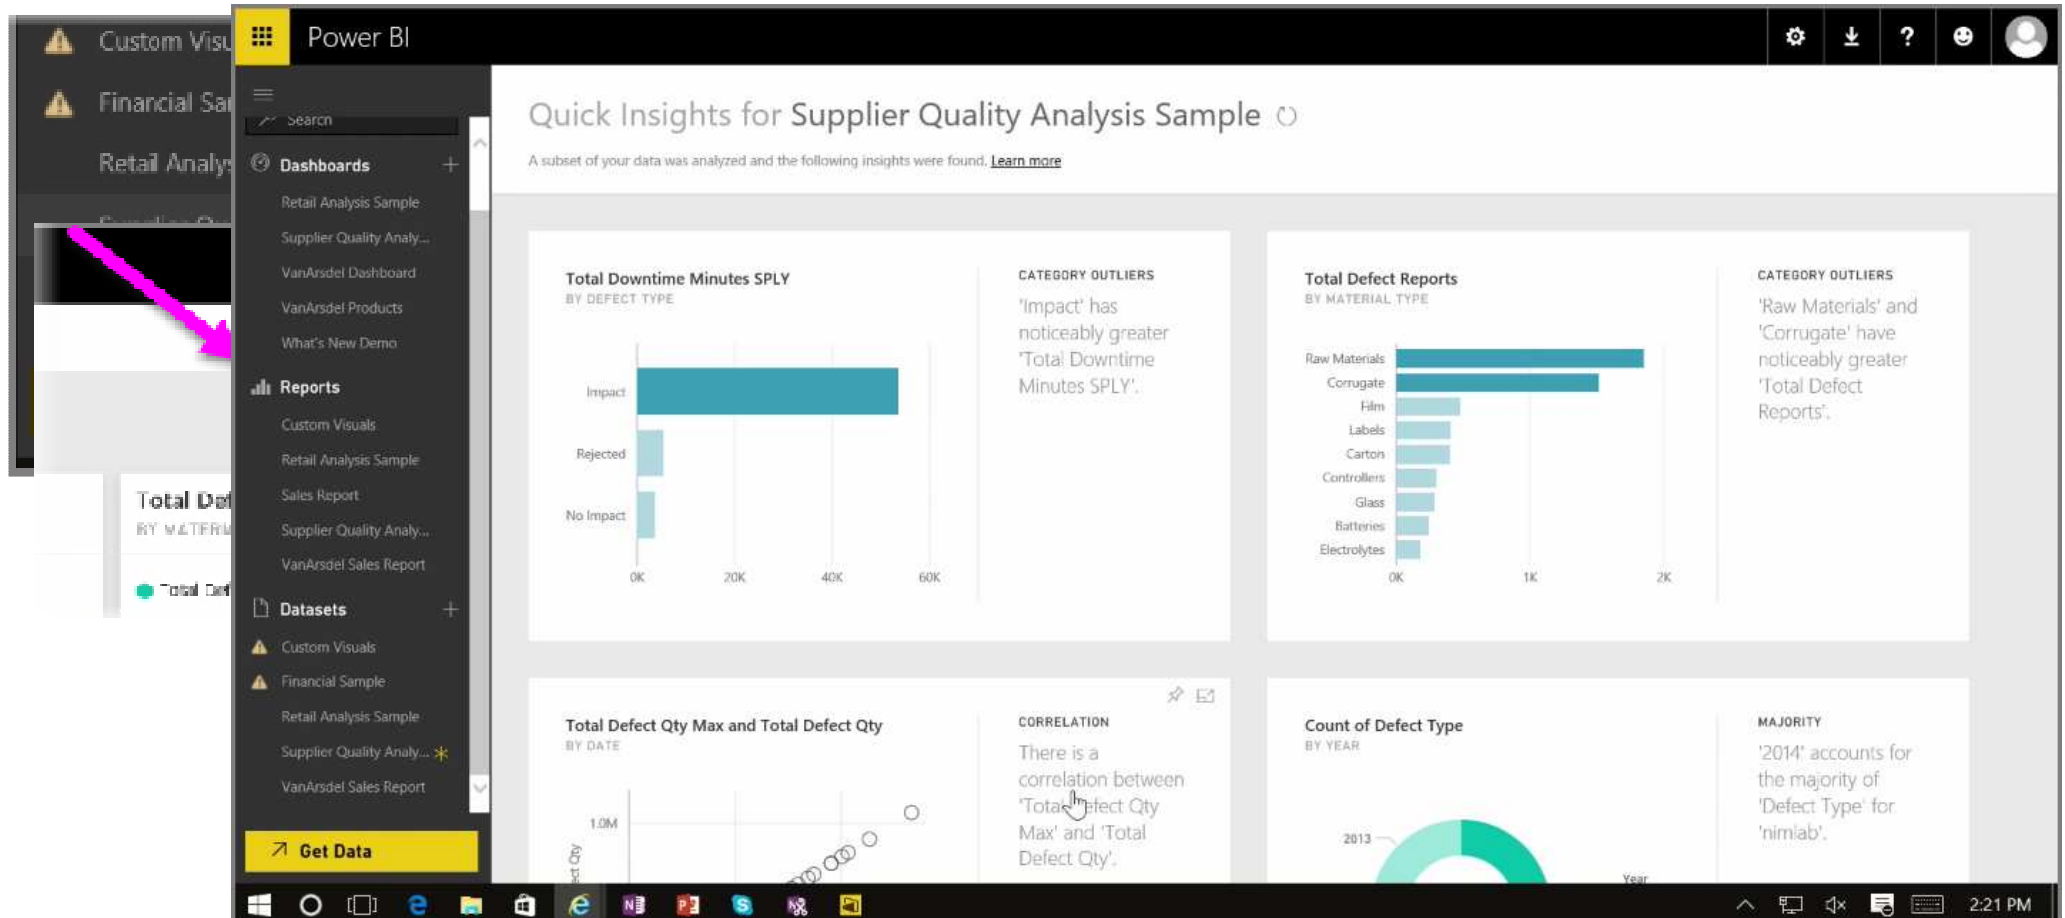 Custom Visu
Financial Sa
Retail Analy
Total Def
BY MATERI
Total Def
Power BI
?
Search
Dashboards
Retail Analysis Sample
Supplier Quality Analy...
VanArsdel Dashboard
VanArsdel Products
What's New Demo
Reports
Custom Visuals
Retail Analysis Sample
Sales Report
Supplier Quality Analy...
VanArsdel Sales Report
Datasets
Custom Visuals
Financial Sample
Retail Analysis Sample
Supplier Quality Analy...
VanArsdel Sales Report
Get Data
Quick Insights for Supplier Quality Analysis Sample
A subset of your data was analyzed and the following insights were found. Learn more
Total Downtime Minutes SPLY
BY DEFECT TYPE
Impact
Rejected
No Impact
0K 20K 40K 60K
CATEGORY OUTLIERS
'Impact' has
noticeably greater
'Total Downtime
Minutes SPLY'.
Total Defect Reports
BY MATERIAL TYPE
Raw Materials
Corrugate
Film
Labels
Carton
Controllers
Glass
Batteries
Electrolytes
0K 1K 2K
CATEGORY OUTLIERS
'Raw Materials' and
'Corrugate' have
noticeably greater
'Total Defect
Reports'.
Total Defect Qty Max and Total Defect Qty
BY DATE
1.0M
ect Qty
CORRELATION
There is a
correlation between
'Total Defect Qty
Max' and 'Total
Defect Qty'.
Count of Defect Type
BY YEAR
2013
Year
MAJORITY
'2014' accounts for
the majority of
'Defect Type' for
'nimlab'.
2:21 PM